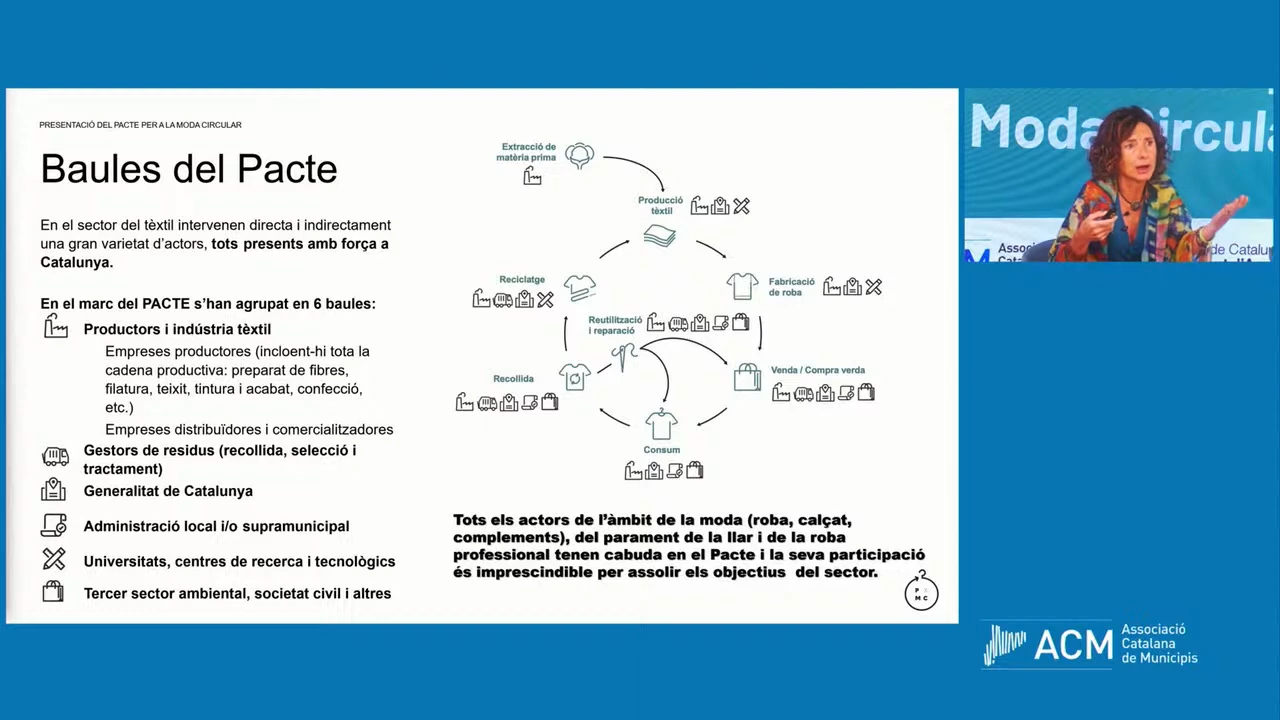 PRESENTACIÓ DEL PACTE PER A LA MODA CIRCULAR
Baules del Pacte
En el sector del tèxtil intervenen directa i indirectament
una gran varietat d'actors, tots presents amb força a
Catalunya.
En el marc del PACTE s'han agrupat en 6 baules:
Productors i indústria tèxtil
Empreses productores (incloent-hi tota la
cadena productiva: preparat de fibres,
filatura, teixit, tintura i acabat, confecció,
etc.)
Empreses distribuïdores i comercialitzadores
Gestors de residus (recollida, selecció i
tractament)
Generalitat de Catalunya
Administració local i/o supramunicipal
Universitats, centres de recerca i tecnològics
Tercer sector ambiental, societat civil i altres
Extracció de
matèria prima
Producció
tèxtil
Reciclatge
Fabricació
de roba
Reutilització
i reparació
Recollida
Venda / Compra verda
Consum
Tots els actors de l'àmbit de la moda (roba, calçat,
complements), del parament de la llar i de la roba
professional tenen cabuda en el Pacte i la seva participació
és imprescindible per assolir els objectius  del sector.
P
M C
Moda Circul
Assoc
de Catalu
ACM
Associació
Catalana
de Municipis